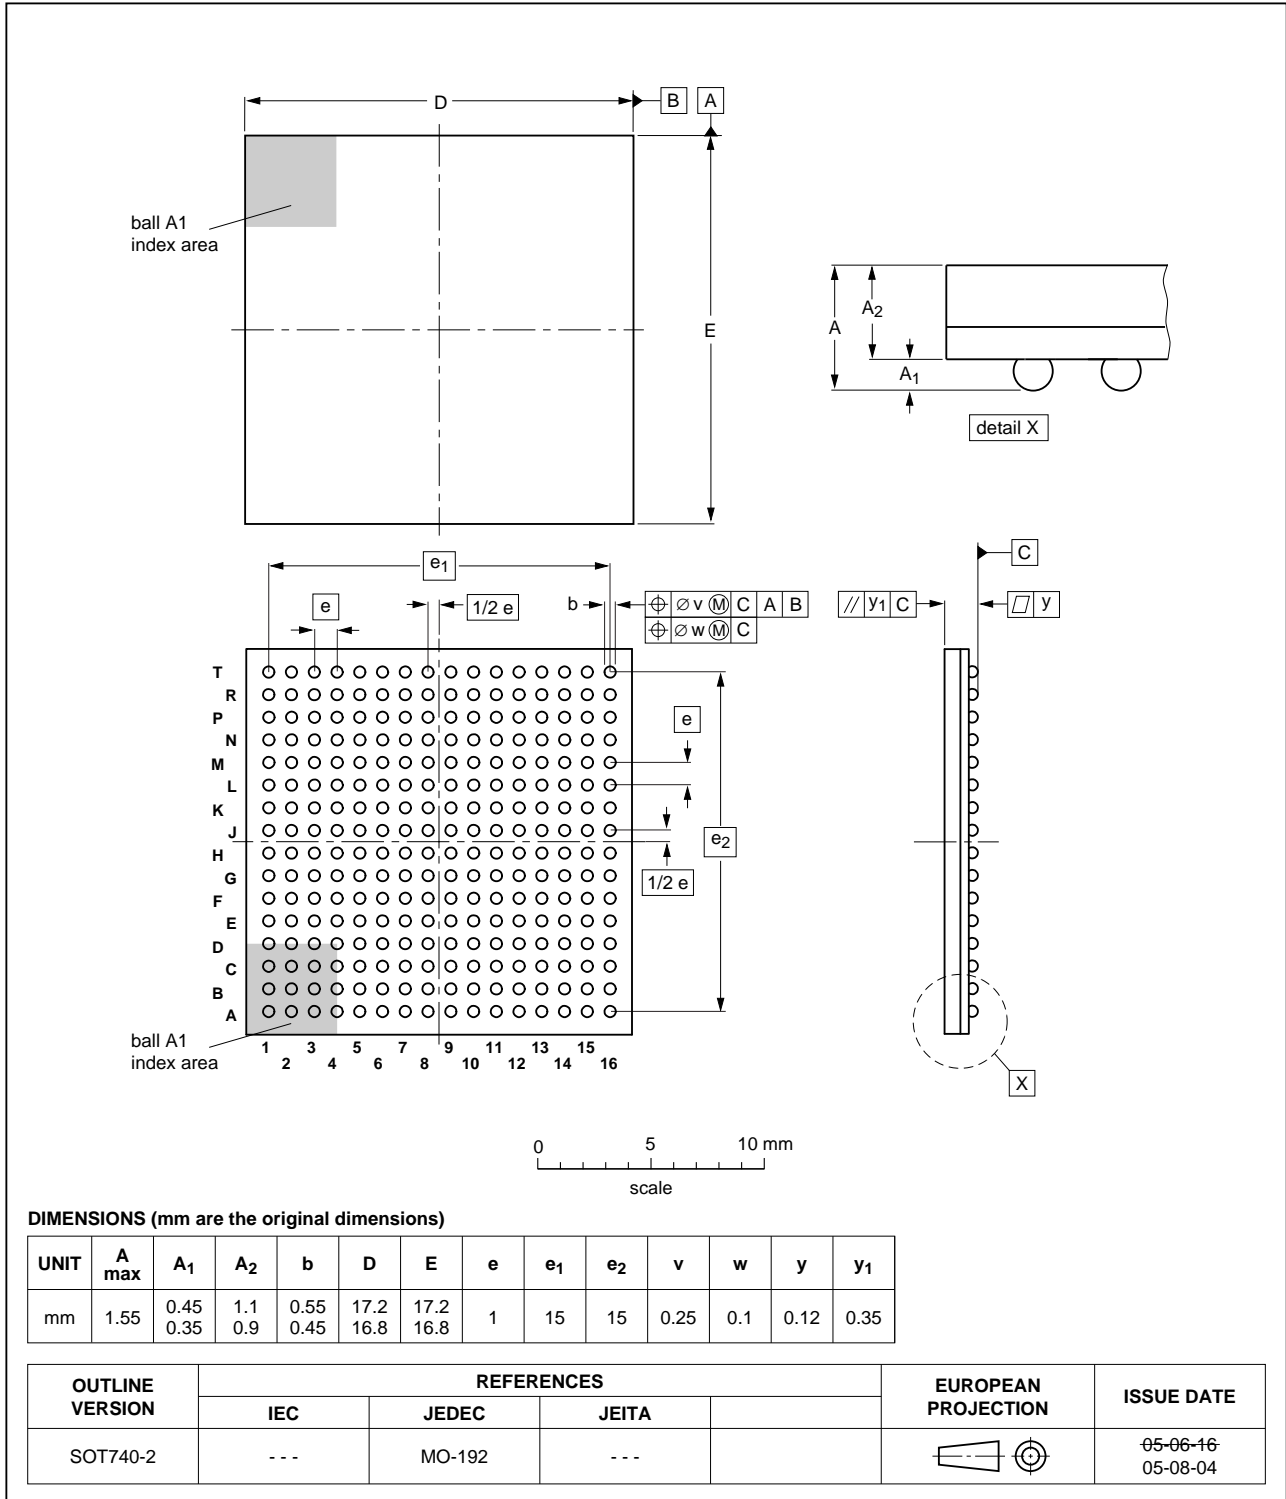 D
B
A
ball A1
index area
E
A
A2
A1
detail X
e1
e
1/2 e
b
⌖ ∅ v Ⓜ C A B
⌖ ∅ w Ⓜ C
C
// y1 C
⏥ y
T
R
P
N
M
L
K
J
H
G
F
E
D
C
B
A
e
e2
1/2 e
ball A1
index area
1 3 5 7 9 11 13 15
2 4 6 8 10 12 14 16
X
0 5 10 mm
scale
DIMENSIONS (mm are the original dimensions)
UNIT A max A1 A2 b D E e e1 e2 v w y y1
mm 1.55 0.45 0.35 1.1 0.9 0.55 0.45 17.2 16.8 17.2 16.8 1 15 15 0.25 0.1 0.12 0.35
OUTLINE VERSION REFERENCES EUROPEAN PROJECTION ISSUE DATE
IEC JEDEC JEITA
SOT740-2 - - - MO-192 - - - 05-06-16
05-08-04